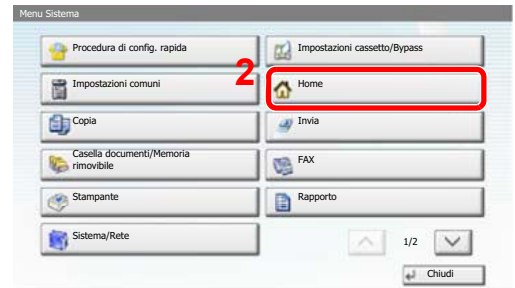 Menu Sistema
Procedura di config. rapida
Impostazioni cassetto/Bypass
2
Impostazioni comuni
Home
Copia
Invia
Casella documenti/Memoria
rimovibile
FAX
Stampante
Rapporto
Sistema/Rete
1/2
Chiudi